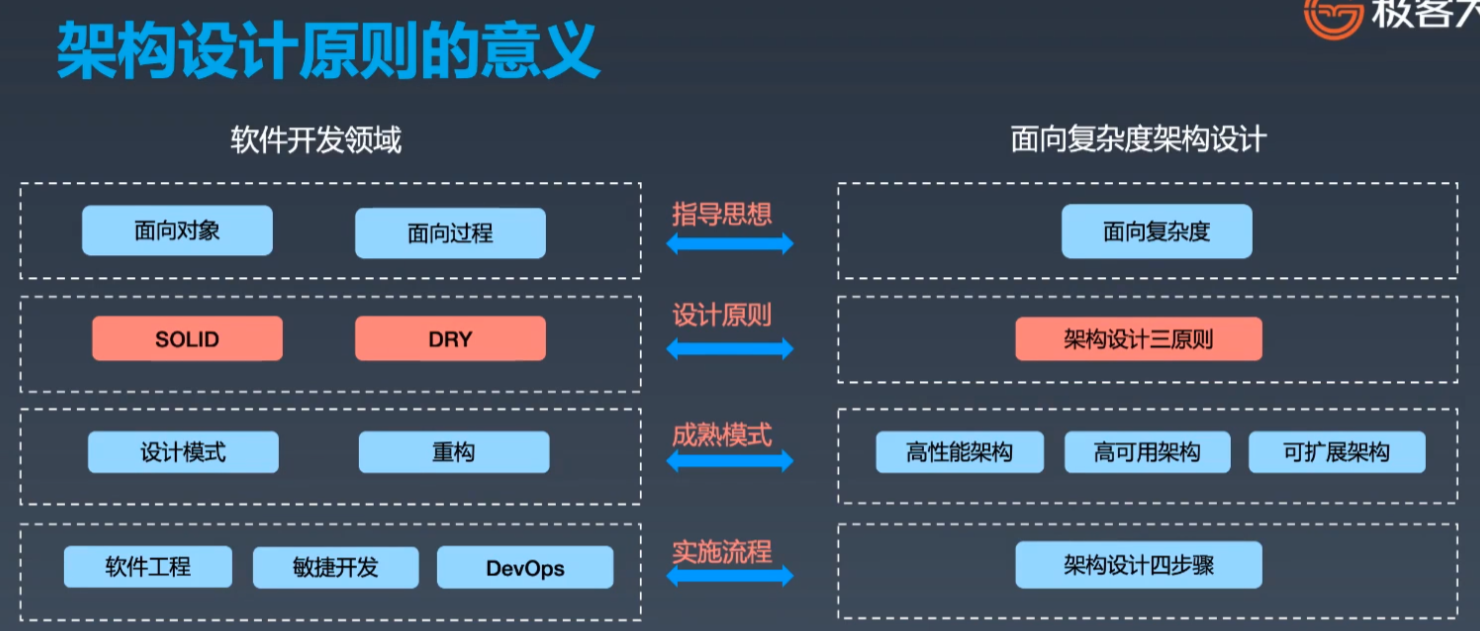 极客大
架构设计原则的意义
软件开发领域
面向复杂度架构设计
面向对象
面向过程
指导思想
面向复杂度
SOLID
DRY
设计原则
架构设计三原则
设计模式
重构
成熟模式
高性能架构
高可用架构
可扩展架构
软件工程
敏捷开发
DevOps
实施流程
架构设计四步骤